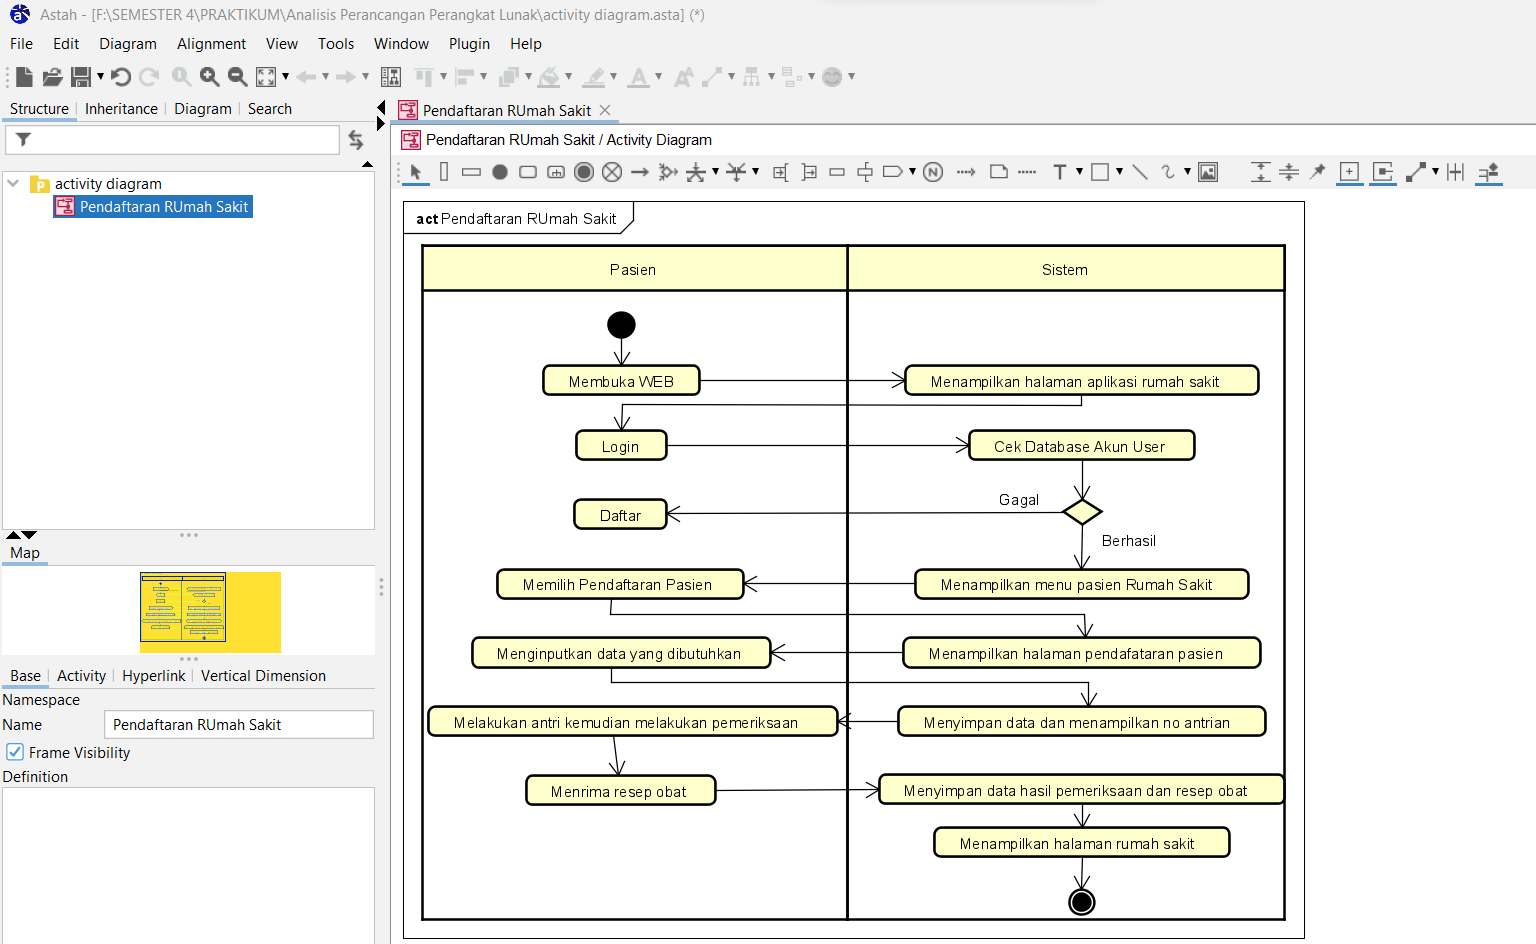 Astah - [F:\SEMESTER 4\PRAKTIKUM\Analisis Perancangan Perangkat Lunak\activity diagram.asta] (*)
File Edit Diagram Alignment View Tools Window Plugin Help
Structure Inheritance Diagram Search
Pendaftaran RUmah Sakit
Pendaftaran RUmah Sakit / Activity Diagram
activity diagram
Pendaftaran RUmah Sakit
act Pendaftaran RUmah Sakit
Pasien
Sistem
Membuka WEB
Menampilkan halaman aplikasi rumah sakit
Login
Cek Database Akun User
Gagal
Daftar
Berhasil
Memilih Pendaftaran Pasien
Menampilkan menu pasien Rumah Sakit
Menginputkan data yang dibutuhkan
Menampilkan halaman pendafataran pasien
Melakukan antri kemudian melakukan pemeriksaan
Menyimpan data dan menampilkan no antrian
Menrima resep obat
Menyimpan data hasil pemeriksaan dan resep obat
Menampilkan halaman rumah sakit
Map
Base Activity Hyperlink Vertical Dimension
Namespace
Name Pendaftaran RUmah Sakit
Frame Visibility
Definition